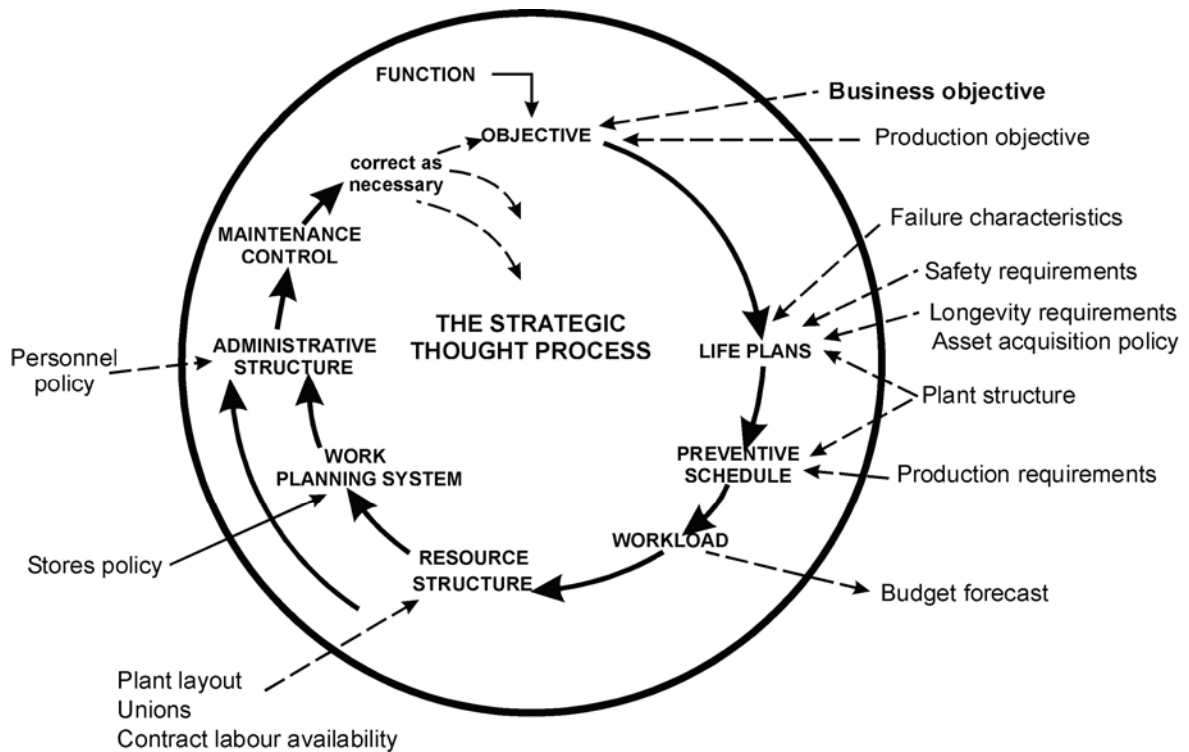 FUNCTION
OBJECTIVE
Business objective
Production objective
correct as
necessary
MAINTENANCE
CONTROL
Failure characteristics
Safety requirements
Longevity requirements
Asset acquisition policy
THE STRATEGIC
THOUGHT PROCESS
LIFE PLANS
Personnel
policy
ADMINISTRATIVE
STRUCTURE
Plant structure
PREVENTIVE
SCHEDULE
Production requirements
WORK
PLANNING SYSTEM
WORKLOAD
Stores policy
RESOURCE
STRUCTURE
Budget forecast
Plant layout
Unions
Contract labour availability